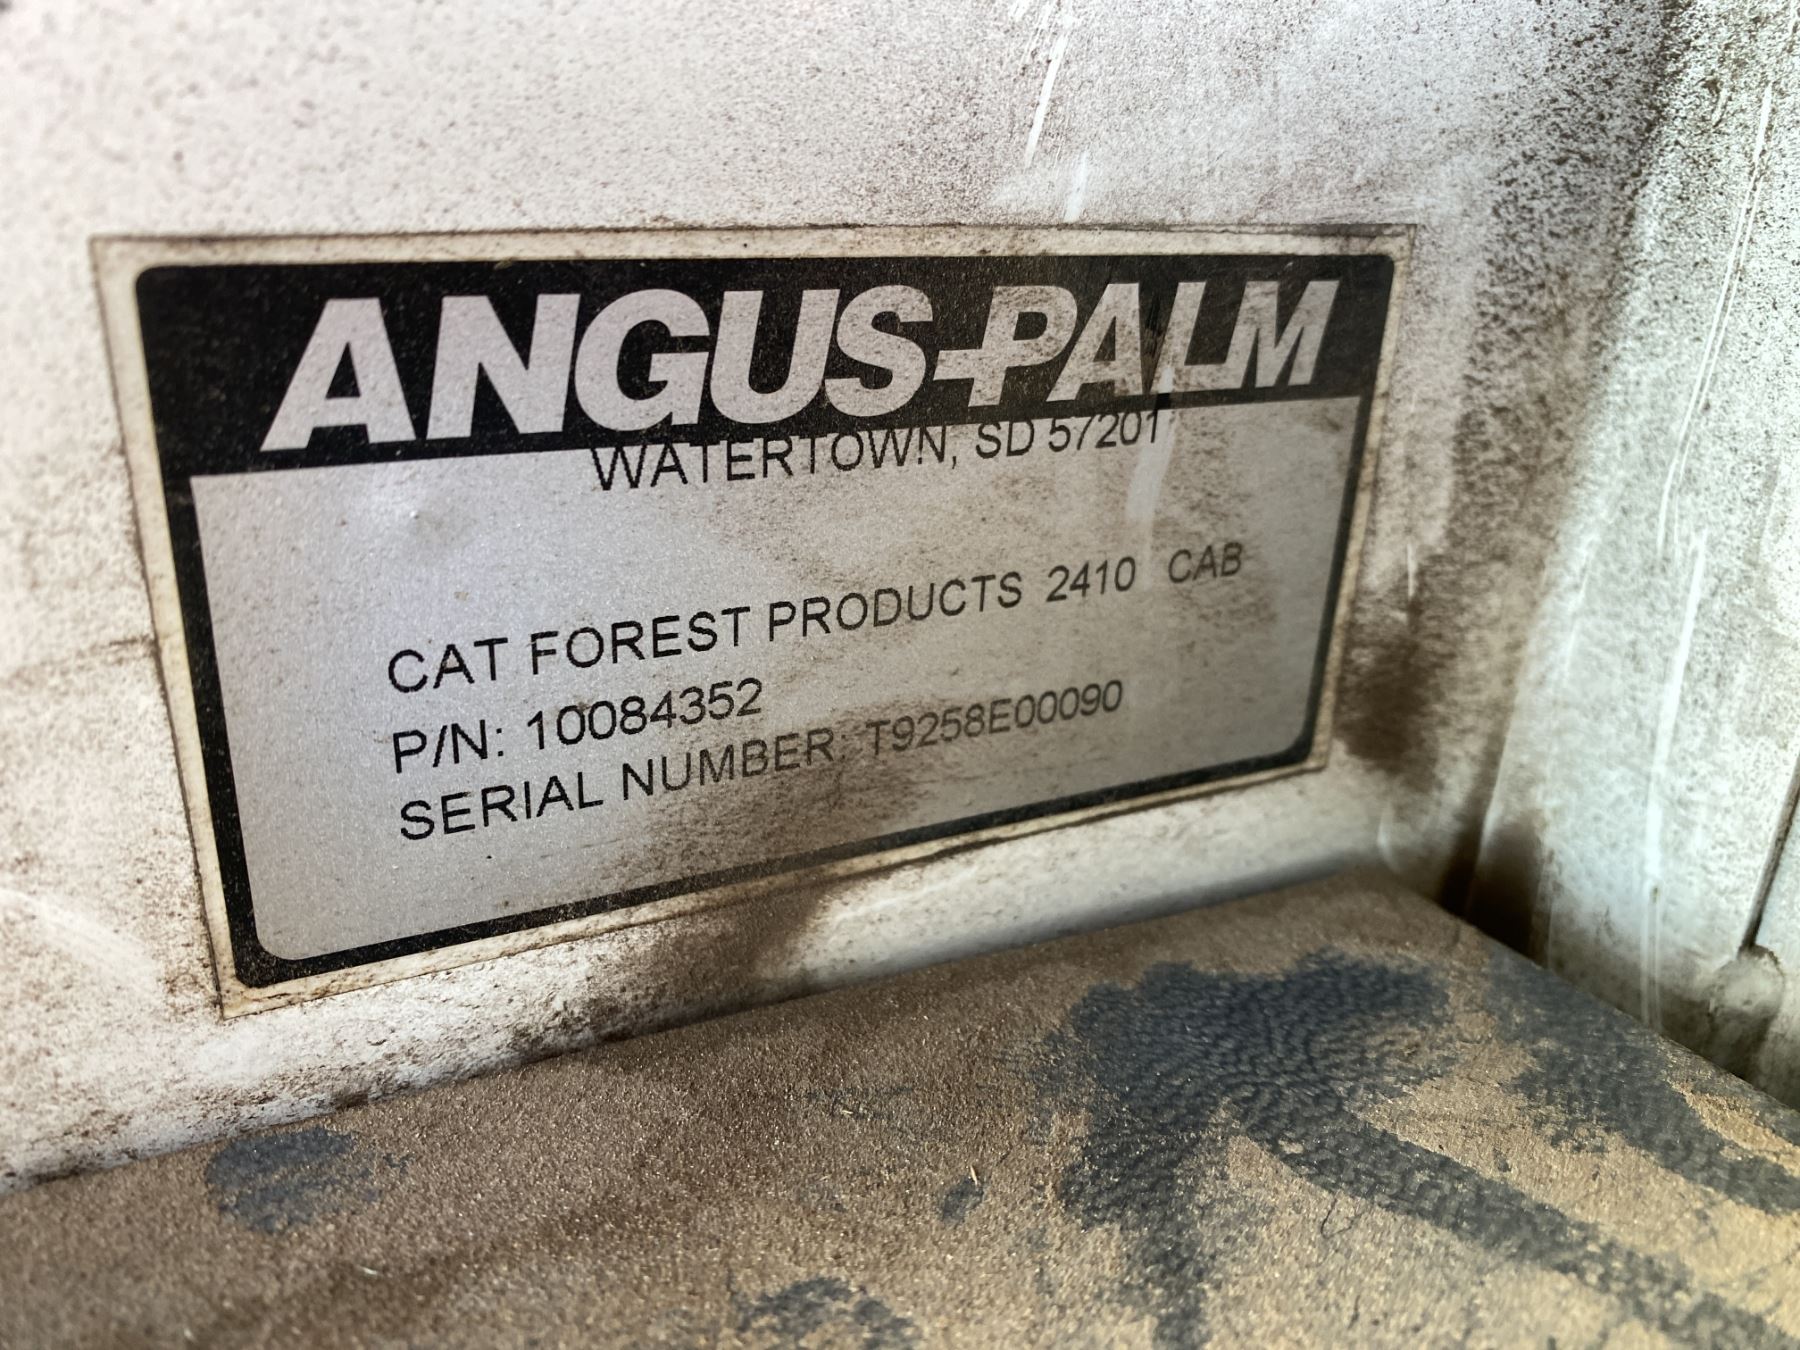 ANGUS-PALM
WATERTOWN, SD 57201
CAT FOREST PRODUCTS 2410 CAB
P/N: 10084352
SERIAL NUMBER: T9258E00090